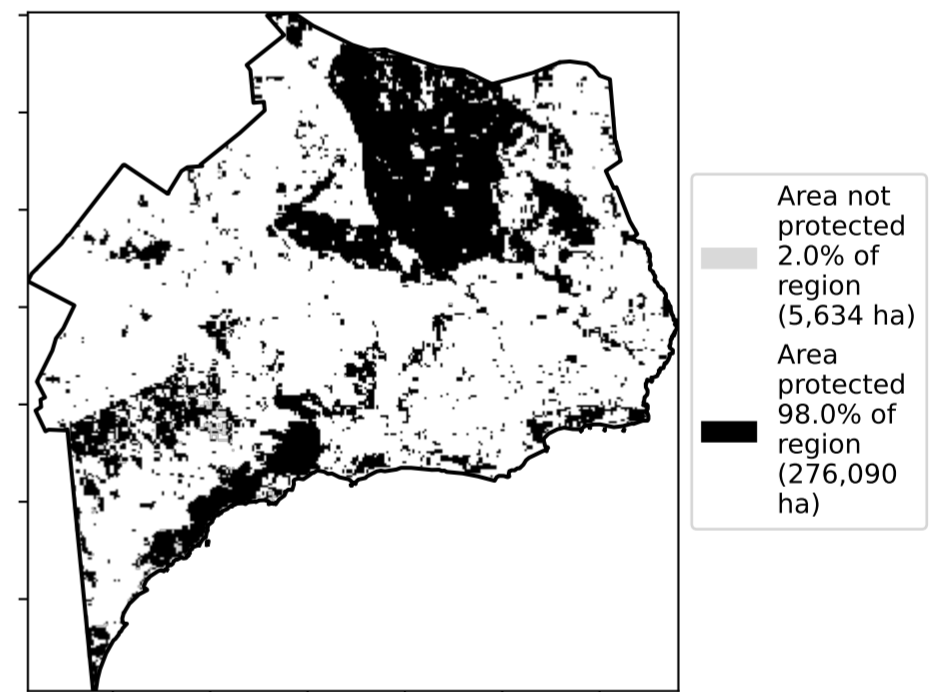 Area not
protected
2.0% of
region
(5,634 ha)
Area
protected
98.0% of
region
(276,090
ha)